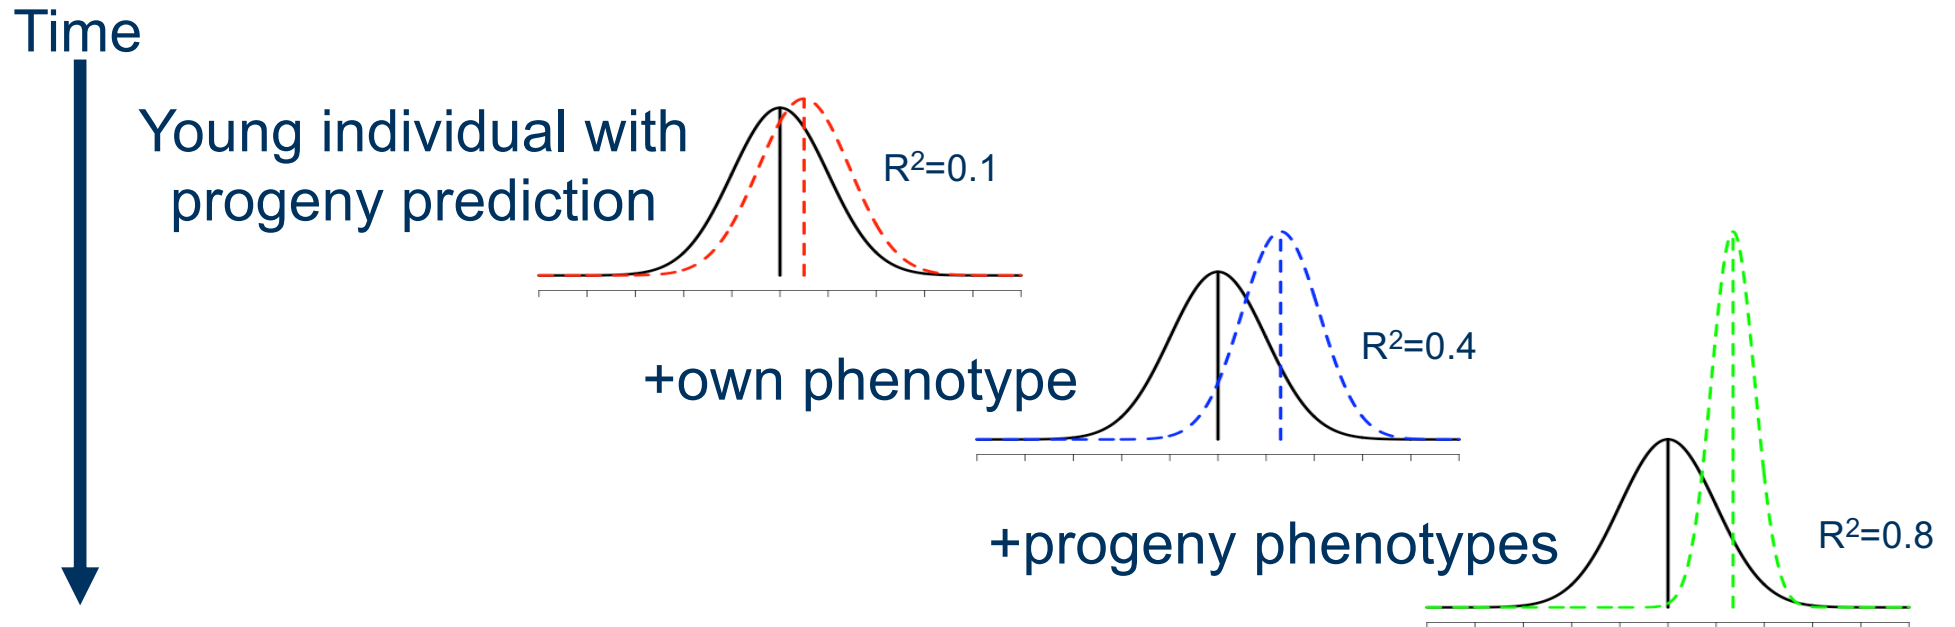 Time
Young individual with
progeny prediction
R²=0.1
+own phenotype
R²=0.4
+progeny phenotypes
R²=0.8